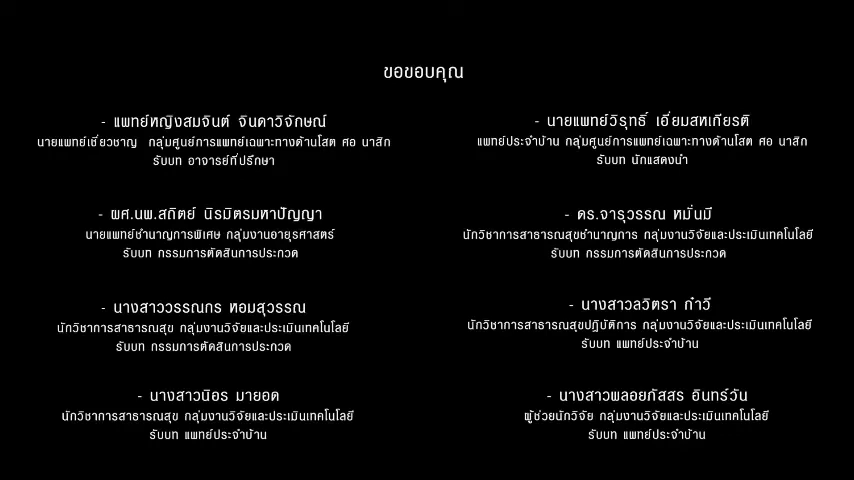 ขอขอบคุณ
- แพทย์หญิงสมจินต์ จินดาวิจักษณ์
นายแพทย์เชี่ยวชาญ กลุ่มศูนย์การแพทย์เฉพาะทางด้านโสต ศอ นาสิก
รับบท อาจารย์ที่ปรึกษา
- นายแพทย์วิรุทธิ์ เอี่ยมสหเกียรติ
แพทย์ประจำบ้าน กลุ่มศูนย์การแพทย์เฉพาะทางด้านโสต ศอ นาสิก
รับบท นักแสดงนำ
- ผศ.นพ.สถิตย์ นิรมิตรมหาปัญญา
นายแพทย์ชำนาญการพิเศษ กลุ่มงานอายุรศาสตร์
รับบท กรรมการตัดสินการประกวด
- ดร.จารุวรรณ หมั่นมี
นักวิชาการสาธารณสุขชำนาญการ กลุ่มงานวิจัยและประเมินเทคโนโลยี
รับบท กรรมการตัดสินการประกวด
- นางสาววรรณกร หอมสุวรรณ
นักวิชาการสาธารณสุข กลุ่มงานวิจัยและประเมินเทคโนโลยี
รับบท กรรมการตัดสินการประกวด
- นางสาวลวิตรา ก๋าวี
นักวิชาการสาธารณสุขปฏิบัติการ กลุ่มงานวิจัยและประเมินเทคโนโลยี
รับบท แพทย์ประจำบ้าน
- นางสาวนิอร มายอด
นักวิชาการสาธารณสุข กลุ่มงานวิจัยและประเมินเทคโนโลยี
รับบท แพทย์ประจำบ้าน
- นางสาวพลอยภัสสร อินทร์วัน
ผู้ช่วยนักวิจัย กลุ่มงานวิจัยและประเมินเทคโนโลยี
รับบท แพทย์ประจำบ้าน